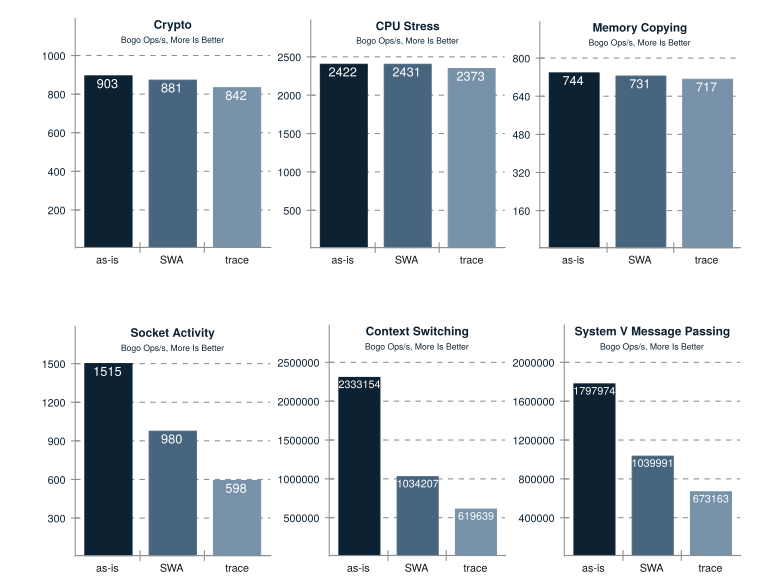 Crypto
Bogo Ops/s, More Is Better
1000
800
600
400
200
903
881
842
as-is
SWA
trace
CPU Stress
Bogo Ops/s, More Is Better
2500
2000
1500
1000
500
2422
2431
2373
as-is
SWA
trace
Memory Copying
Bogo Ops/s, More Is Better
800
640
480
320
160
744
731
717
as-is
SWA
trace
Socket Activity
Bogo Ops/s, More Is Better
1500
1200
900
600
300
1515
980
598
as-is
SWA
trace
Context Switching
Bogo Ops/s, More Is Better
2500000
2000000
1500000
1000000
500000
2333154
1034207
619639
as-is
SWA
trace
System V Message Passing
Bogo Ops/s, More Is Better
2000000
1600000
1200000
800000
400000
1797974
1039991
673163
as-is
SWA
trace